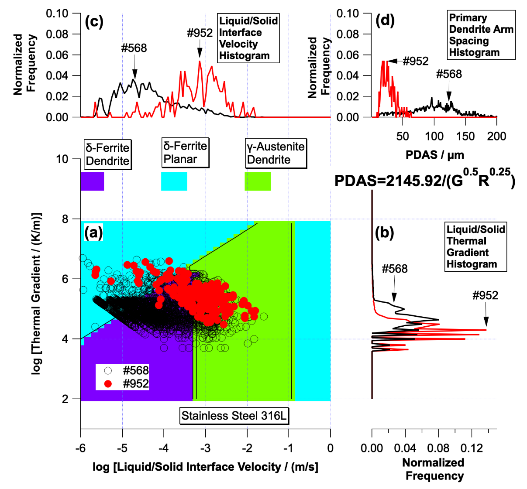 (c)
Liquid/Solid
Interface
Velocity
Histogram
#568
#952
Normalized
Frequency
0.10
0.08
0.06
0.04
0.02
0.00
(d)
Primary
Dendrite Arm
Spacing
Histogram
#952
#568
Normalized
Frequency
0.10
0.08
0.06
0.04
0.02
0.00
50 100 150 200
PDAS / µm
δ-Ferrite
Dendrite
δ-Ferrite
Planar
γ-Austenite
Dendrite
PDAS=2145.92/(G^0.5R^0.25)
(a)
log [Thermal Gradient / (K/m)]
10
8
6
4
2
#568
#952
Stainless Steel 316L
-6 -5 -4 -3 -2 -1 0
log [Liquid/Solid Interface Velocity / (m/s]
(b)
Liquid/Solid
Thermal
Gradient
Histogram
#568
#952
0.00 0.04 0.08 0.12
Normalized
Frequency